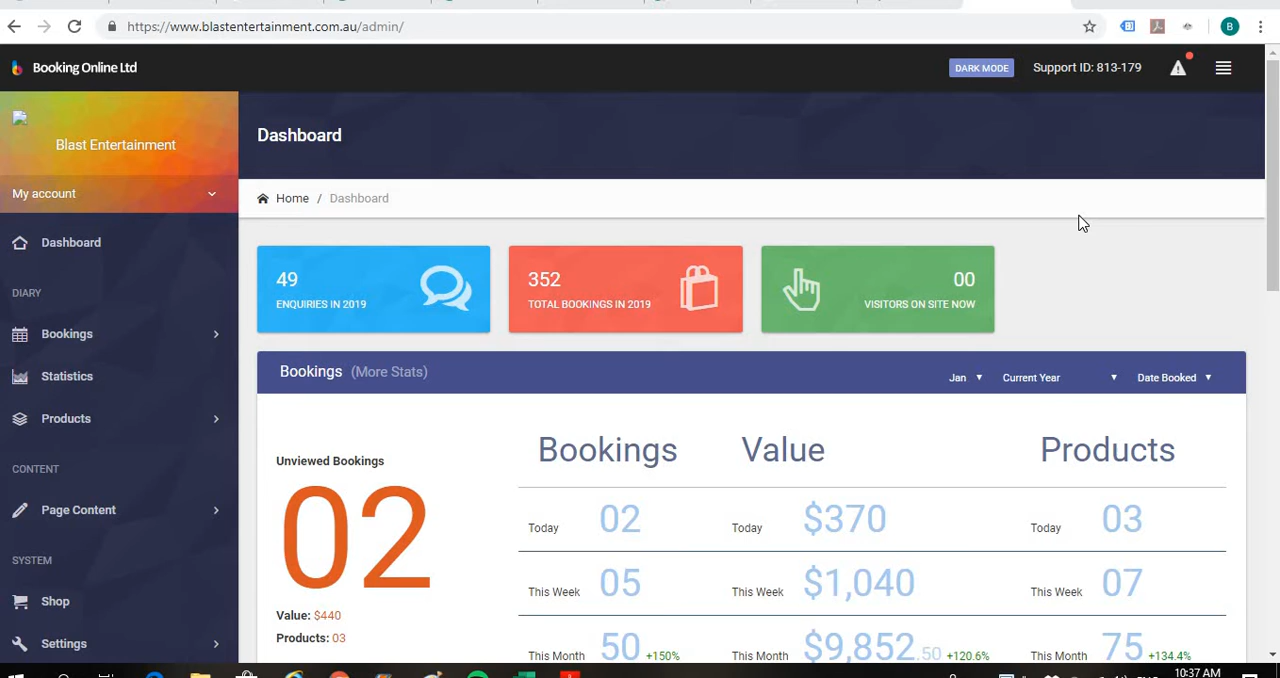 https://www.blastentertainment.com.au/admin/
B
Booking Online Ltd
DARK MODE
Support ID: 813-179
Blast Entertainment
My account
Dashboard
Home / Dashboard
Dashboard
DIARY
Bookings
Statistics
Products
CONTENT
Page Content
SYSTEM
Shop
Settings
49
ENQUIRIES IN 2019
352
TOTAL BOOKINGS IN 2019
00
VISITORS ON SITE NOW
Bookings (More Stats)
Jan
Current Year
Date Booked
Unviewed Bookings
02
Value: $440
Products: 03
Bookings Value Products
Today 02 Today $370 Today 03
This Week 05 This Week $1,040 This Week 07
This Month 50 +150% This Month $9,852.50 +120.6% This Month 75 +134.4%
10:37 AM